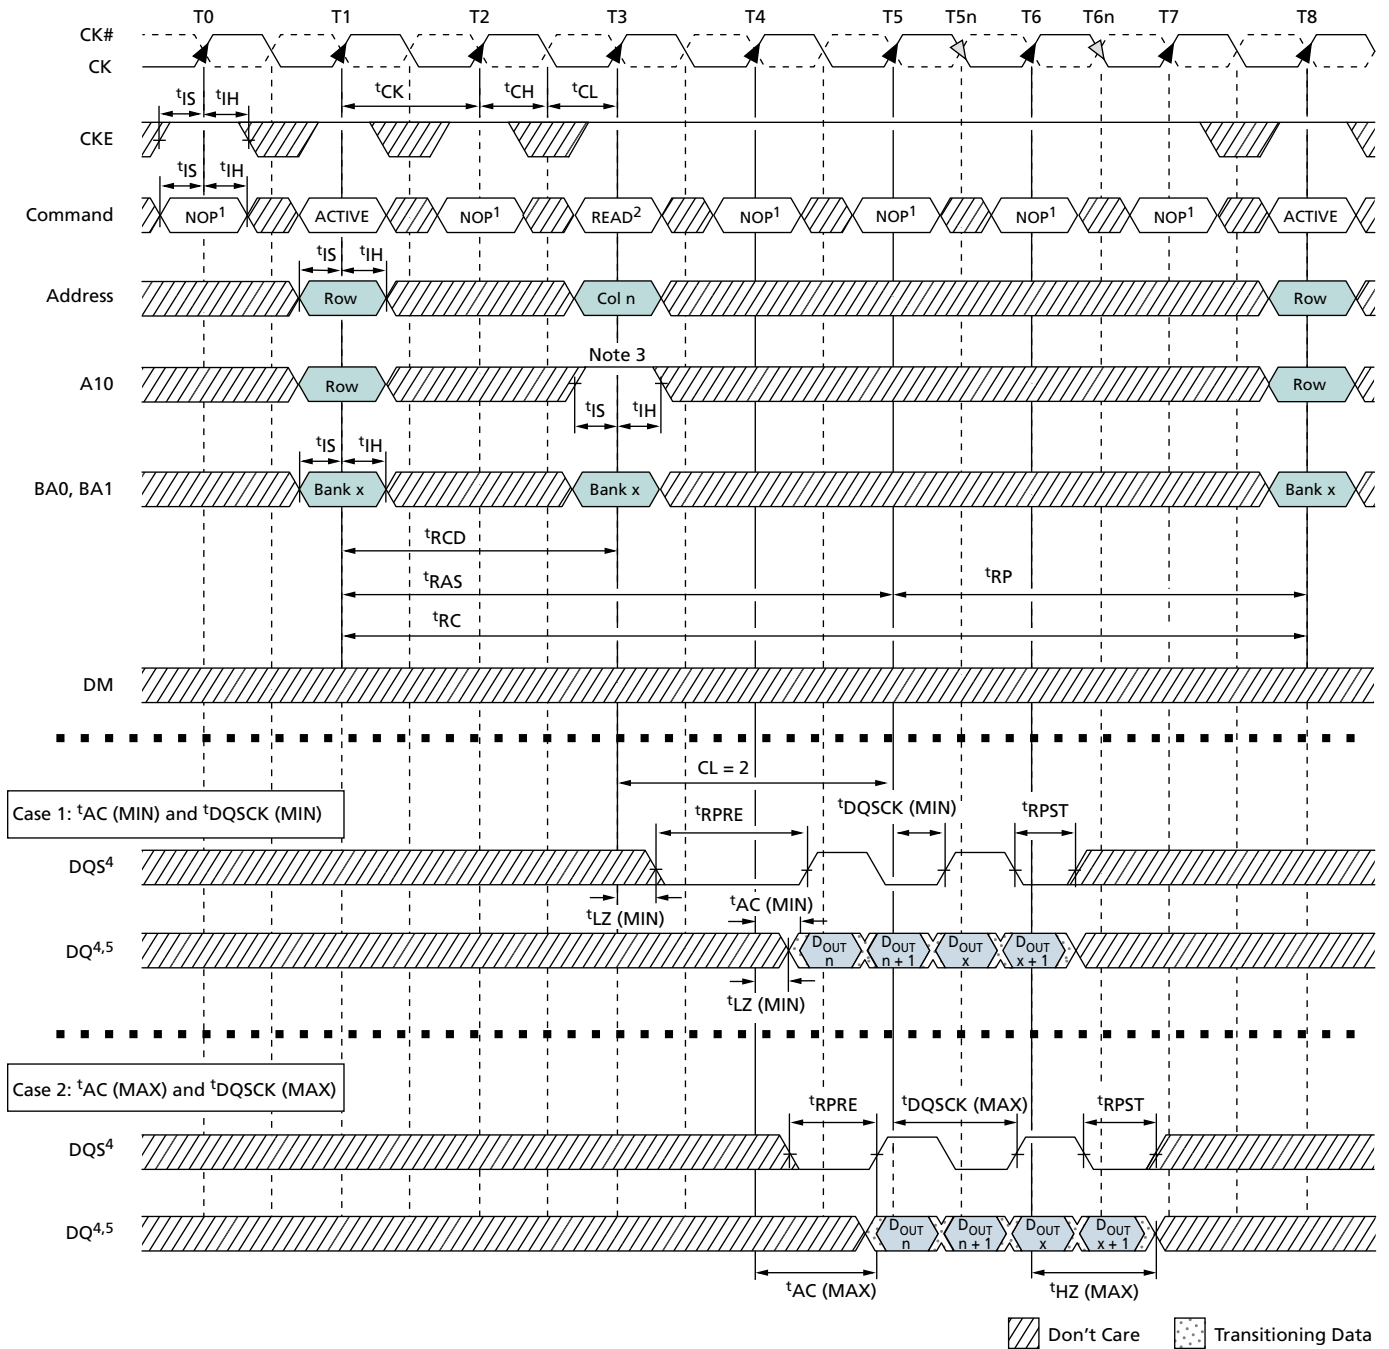 T0 T1 T2 T3 T4 T5 T5n T6 T6n T7 T8
CK#
CK
tCK tCH tCL
tIS tIH
CKE
tIS tIH
Command NOP1 ACTIVE NOP1 READ2 NOP1 NOP1 NOP1 NOP1 ACTIVE
tIS tIH
Address Row Col n Row
Note 3
A10 Row Row
tIS tIH
tIS tIH
BA0, BA1 Bank x Bank x Bank x
tRCD
tRAS tRP
tRC
DM
CL = 2
Case 1: tAC (MIN) and tDQSCK (MIN)
tRPRE tDQSCK (MIN) tRPST
DQS4
tLZ (MIN) tAC (MIN)
DQ4,5 DOUT n DOUT n + 1 DOUT x DOUT x + 1
tLZ (MIN)
Case 2: tAC (MAX) and tDQSCK (MAX)
tRPRE tDQSCK (MAX) tRPST
DQS4
DQ4,5 DOUT n DOUT n + 1 DOUT x DOUT x + 1
tAC (MAX) tHZ (MAX)
Don't Care Transitioning Data